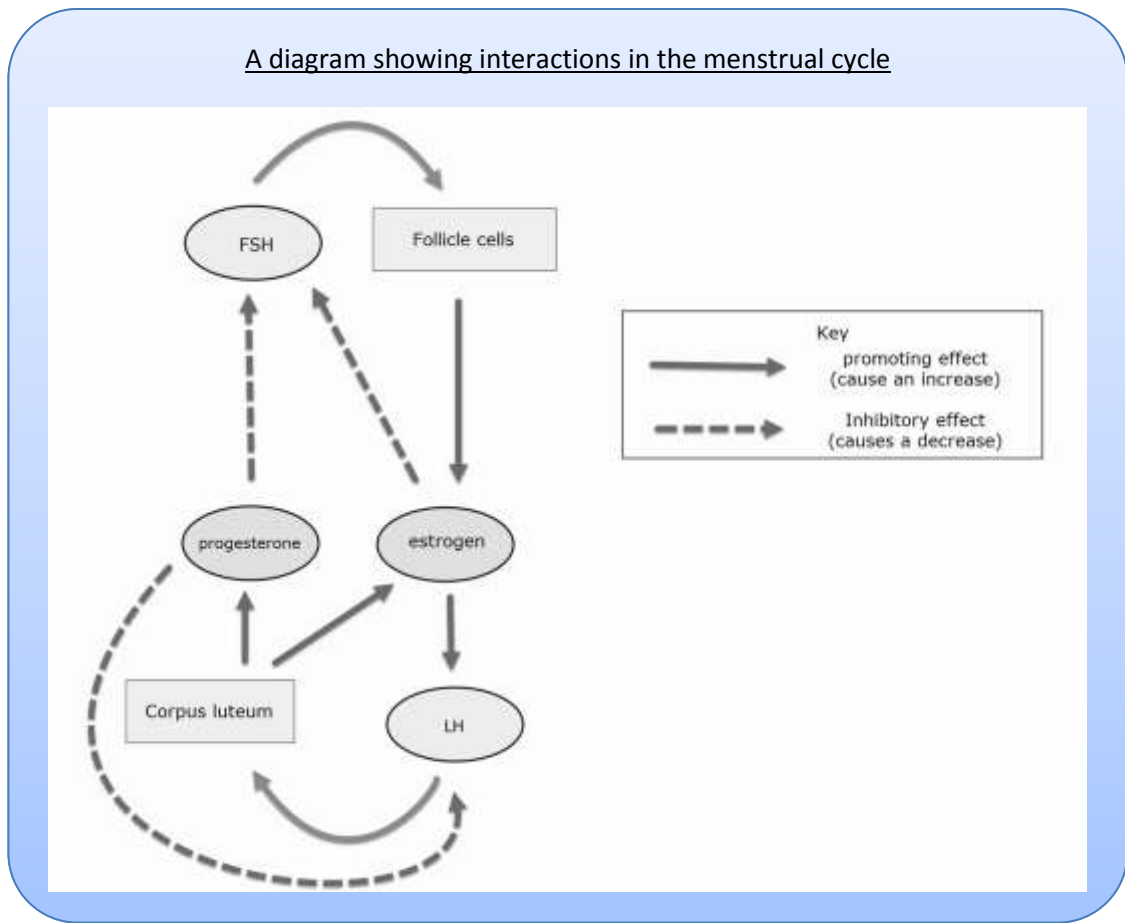 A diagram showing interactions in the menstrual cycle
FSH
Follicle cells
Key
promoting effect
(cause an increase)
Inhibitory effect
(causes a decrease)
progesterone
estrogen
Corpus luteum
LH